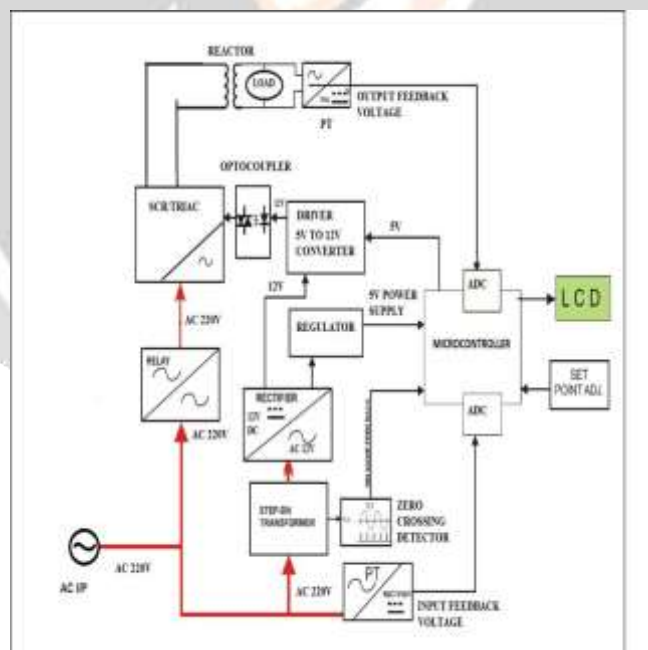 REACTOR
LOAD
OUTPUT FEEDBACK
VOLTAGE
PT
OPTOCOUPLER
SCR/TRIAC
12V
DRIVER
5V TO 12V
CONVERTER
5V
ADC
LCD
12V
5V POWER
SUPPLY
AC 220V
REGULATOR
MICROCONTROLLER
RELAY
SET
POINT ADJ.
RECTIFIER
12V
DC
AC 12V
ADC
AC 220V
STEP-DN
TRANSFORMER
ZERO
CROSSING
DETECTOR
AC 220V
AC 220V
PT
RECTIFIER
AC I/P
INPUT FEEDBACK
VOLTAGE